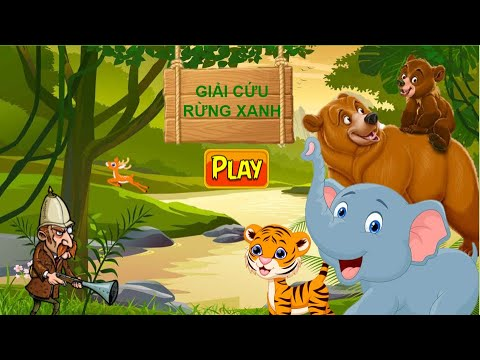 GIẢI CỨU
RỪNG XANH
PLAY